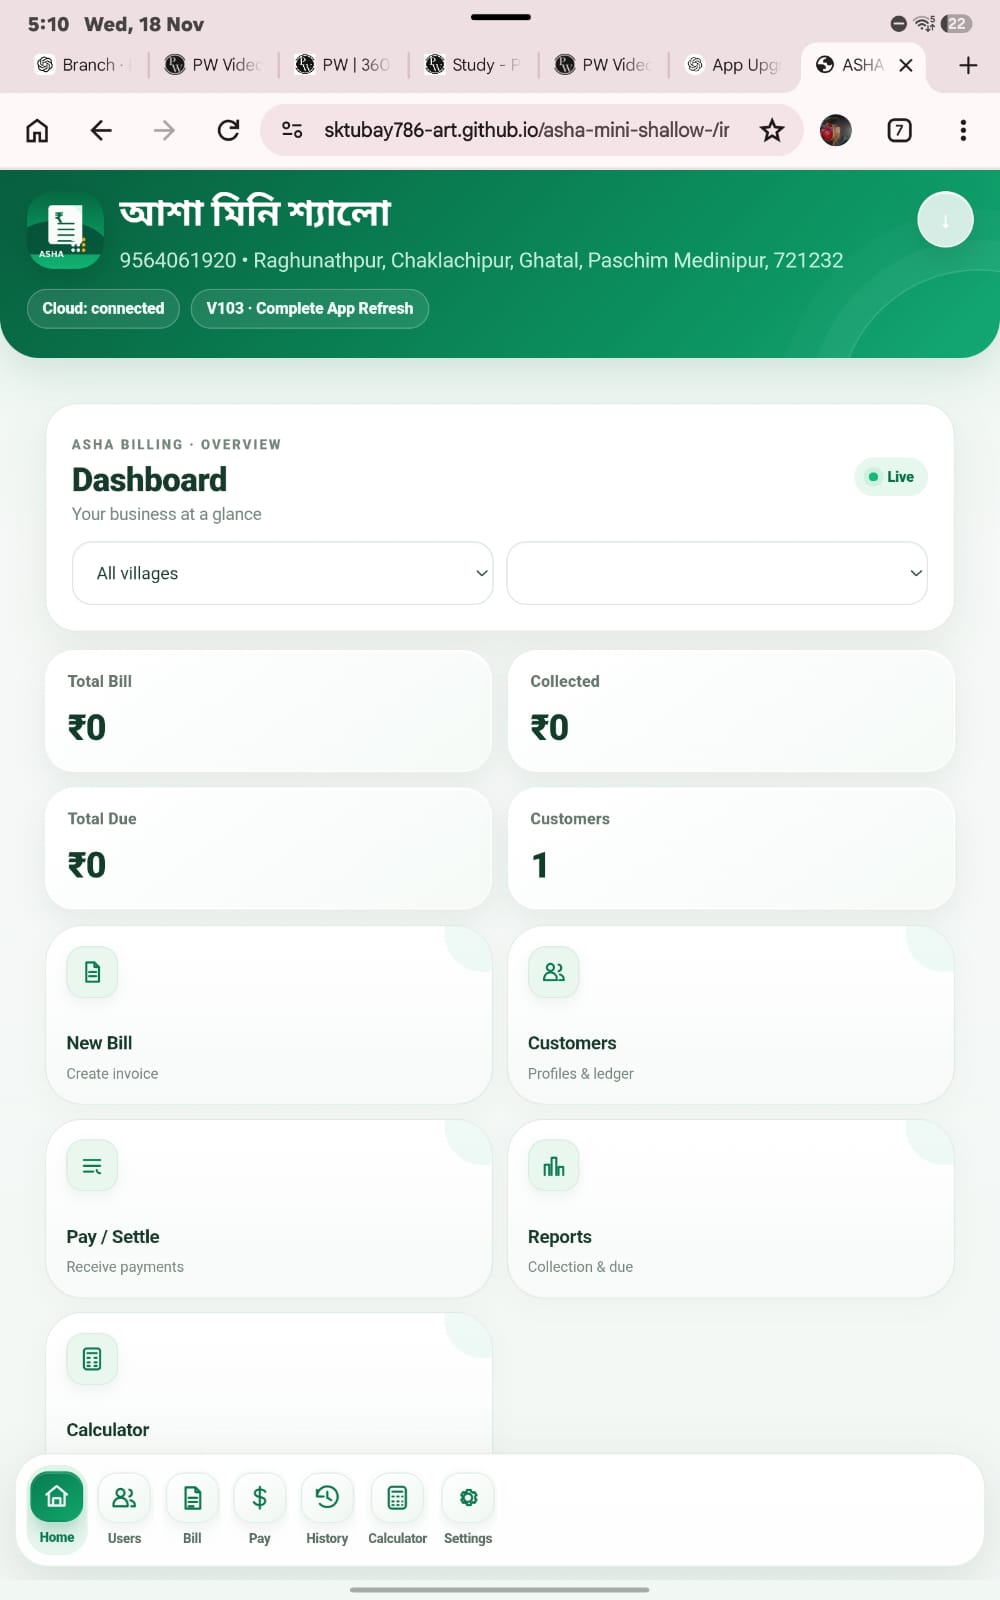 5:10 Wed, 18 Nov
22
Branch ·
PW Vide
PW | 360
Study - P
PW Vide
App Upg
ASHA
sktubay786-art.github.io/asha-mini-shallow-/ir
7
আশা মিনি শ্যালো
ASHA
9564061920 • Raghunathpur, Chaklachipur, Ghatal, Paschim Medinipur, 721232
↓
Cloud: connected
V103 · Complete App Refresh
ASHA BILLING · OVERVIEW
Dashboard
Live
Your business at a glance
All villages
Total Bill
₹0
Collected
₹0
Total Due
₹0
Customers
1
New Bill
Create invoice
Customers
Profiles & ledger
Pay / Settle
Receive payments
Reports
Collection & due
Calculator
Home
Users
Bill
Pay
History
Calculator
Settings